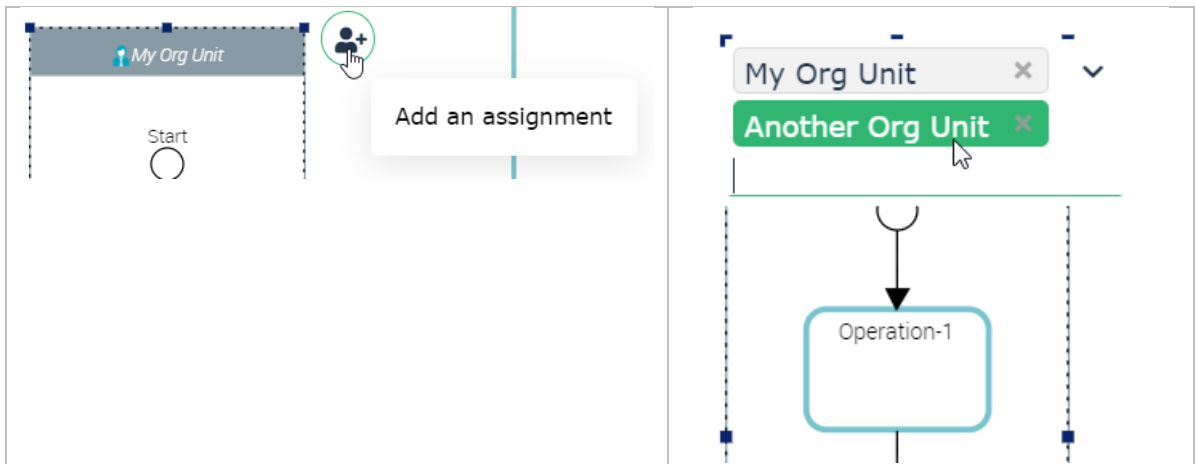 My Org Unit
Start
Add an assignment
My Org Unit
Another Org Unit
Operation-1